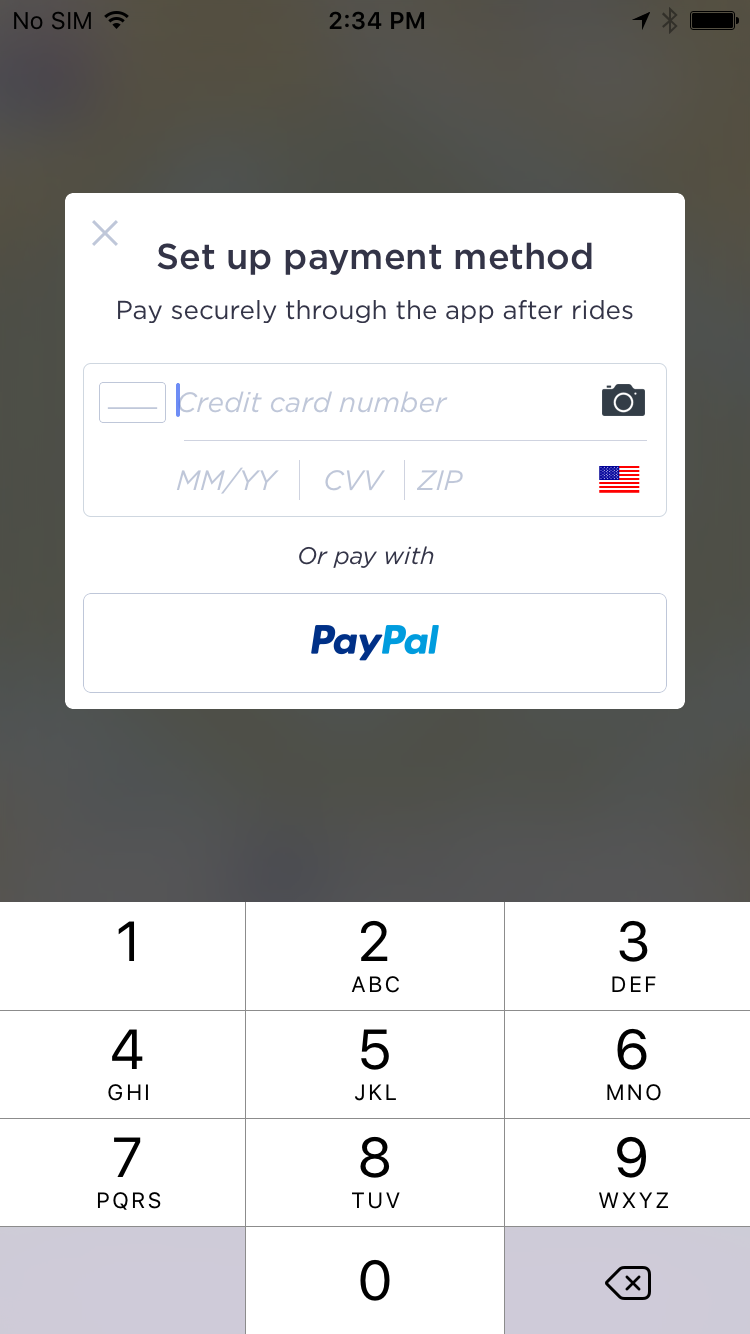 No SIM 2:34 PM
Set up payment method
Pay securely through the app after rides
Credit card number
MM/YY CVV ZIP
Or pay with
PayPal
1 2 3
ABC DEF
4 5 6
GHI JKL MNO
7 8 9
PQRS TUV WXYZ
0